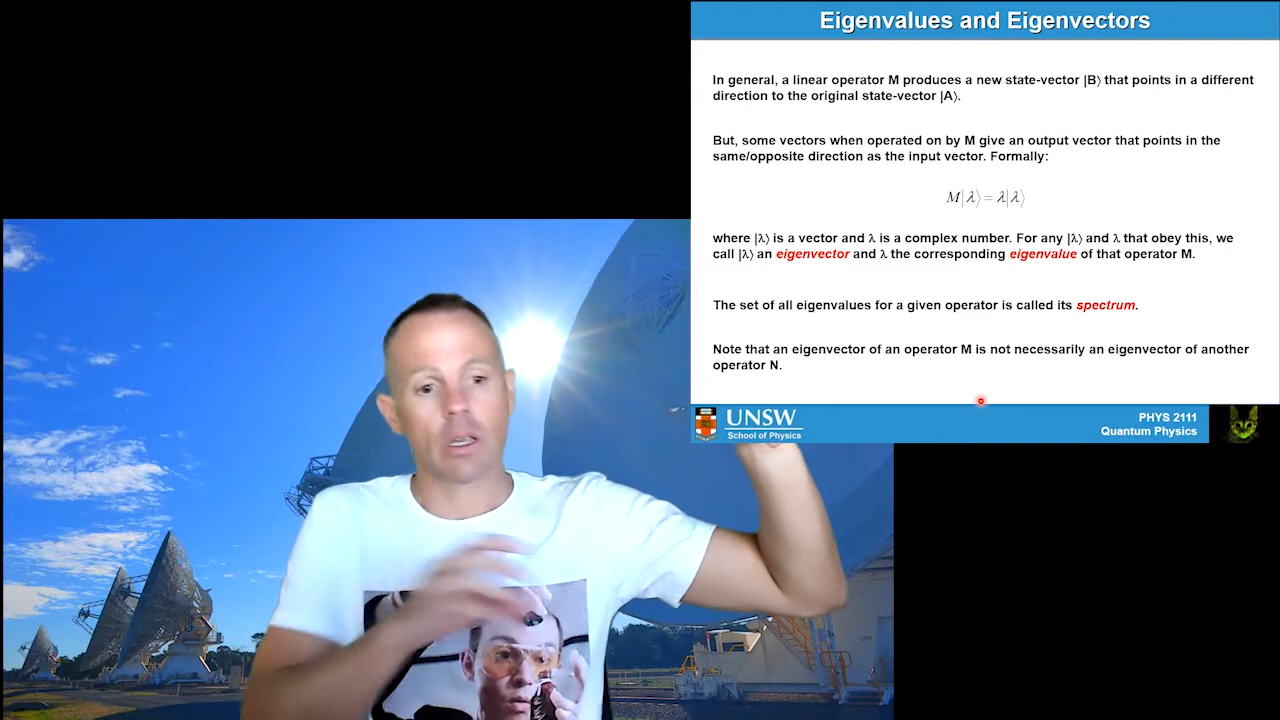 Eigenvalues and Eigenvectors
In general, a linear operator M produces a new state-vector |B⟩ that points in a different
direction to the original state-vector |A⟩.
But, some vectors when operated on by M give an output vector that points in the
same/opposite direction as the input vector. Formally:
M|λ⟩ = λ|λ⟩
where |λ⟩ is a vector and λ is a complex number. For any |λ⟩ and λ that obey this, we
call |λ⟩ an eigenvector and λ the corresponding eigenvalue of that operator M.
The set of all eigenvalues for a given operator is called its spectrum.
Note that an eigenvector of an operator M is not necessarily an eigenvector of another
operator N.
UNSW
School of Physics
PHYS 2111
Quantum Physics